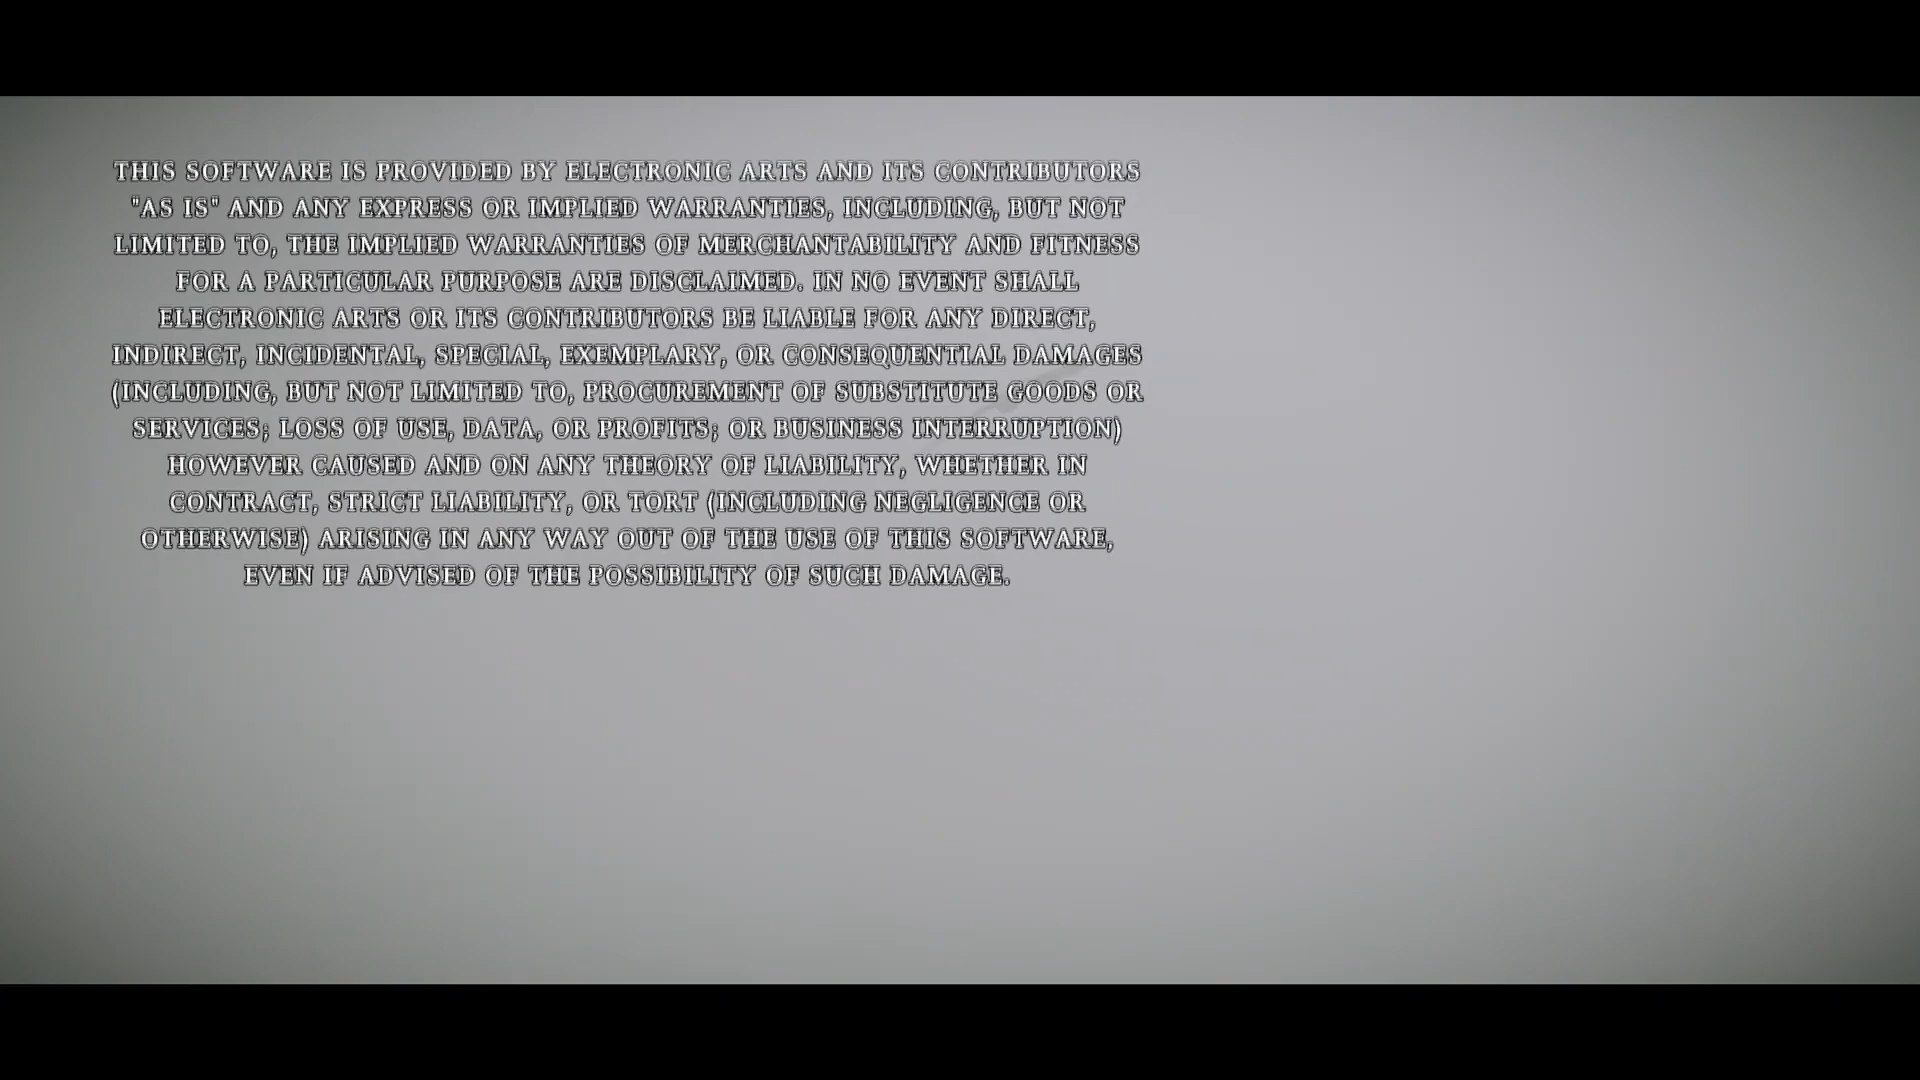 THIS SOFTWARE IS PROVIDED BY ELECTRONIC ARTS AND ITS CONTRIBUTORS
"AS IS" AND ANY EXPRESS OR IMPLIED WARRANTIES, INCLUDING, BUT NOT
LIMITED TO, THE IMPLIED WARRANTIES OF MERCHANTABILITY AND FITNESS
FOR A PARTICULAR PURPOSE ARE DISCLAIMED. IN NO EVENT SHALL
ELECTRONIC ARTS OR ITS CONTRIBUTORS BE LIABLE FOR ANY DIRECT,
INDIRECT, INCIDENTAL, SPECIAL, EXEMPLARY, OR CONSEQUENTIAL DAMAGES
(INCLUDING, BUT NOT LIMITED TO, PROCUREMENT OF SUBSTITUTE GOODS OR
SERVICES; LOSS OF USE, DATA, OR PROFITS; OR BUSINESS INTERRUPTION)
HOWEVER CAUSED AND ON ANY THEORY OF LIABILITY, WHETHER IN
CONTRACT, STRICT LIABILITY, OR TORT (INCLUDING NEGLIGENCE OR
OTHERWISE) ARISING IN ANY WAY OUT OF THE USE OF THIS SOFTWARE,
EVEN IF ADVISED OF THE POSSIBILITY OF SUCH DAMAGE.